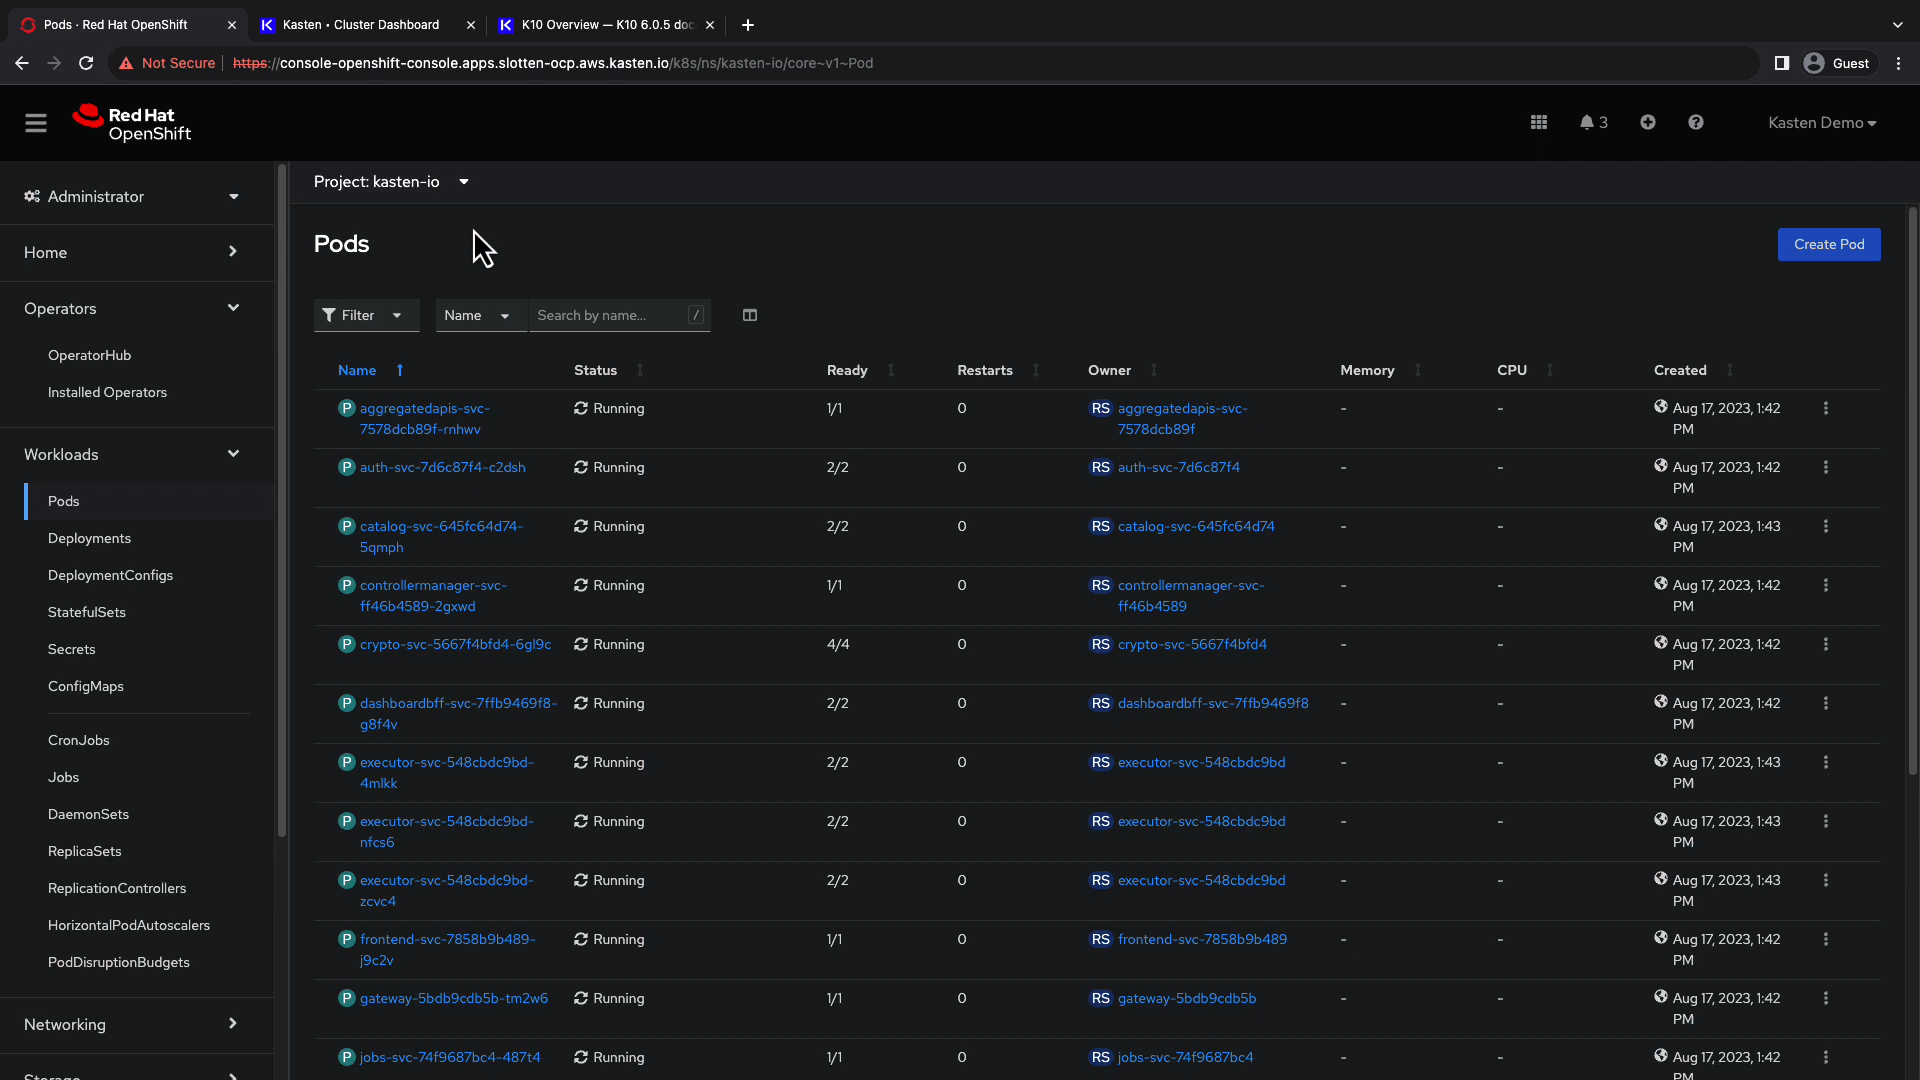 Pods · Red Hat OpenShift
Kasten · Cluster Dashboard
K10 Overview — K10 6.0.5 doc
Not Secure
https://console-openshift-console.apps.slotten-ocp.aws.kasten.io/k8s/ns/kasten-io/core~v1~Pod
Guest
Red Hat
OpenShift
3
Kasten Demo
Administrator
Home
Operators
OperatorHub
Installed Operators
Workloads
Pods
Deployments
DeploymentConfigs
StatefulSets
Secrets
ConfigMaps
CronJobs
Jobs
DaemonSets
ReplicaSets
ReplicationControllers
HorizontalPodAutoscalers
PodDisruptionBudgets
Networking
Storage
Project: kasten-io
Pods
Create Pod
Filter
Name
Search by name...
/
Name Status Ready Restarts Owner Memory CPU Created
P aggregatedapis-svc- Running 1/1 0 RS aggregatedapis-svc- - - Aug 17, 2023, 1:42
7578dcb89f-rnhwv 7578dcb89f PM
P auth-svc-7d6c87f4-c2dsh Running 2/2 0 RS auth-svc-7d6c87f4 - - Aug 17, 2023, 1:42
PM
P catalog-svc-645fc64d74- Running 2/2 0 RS catalog-svc-645fc64d74 - - Aug 17, 2023, 1:43
5qmph PM
P controllermanager-svc- Running 1/1 0 RS controllermanager-svc- - - Aug 17, 2023, 1:42
ff46b4589-2gxwd ff46b4589 PM
P crypto-svc-5667f4bfd4-6gl9c Running 4/4 0 RS crypto-svc-5667f4bfd4 - - Aug 17, 2023, 1:42
PM
P dashboardbff-svc-7ffb9469f8- Running 2/2 0 RS dashboardbff-svc-7ffb9469f8 - - Aug 17, 2023, 1:42
g8f4v PM
P executor-svc-548cbdc9bd- Running 2/2 0 RS executor-svc-548cbdc9bd - - Aug 17, 2023, 1:43
4mlkk PM
P executor-svc-548cbdc9bd- Running 2/2 0 RS executor-svc-548cbdc9bd - - Aug 17, 2023, 1:43
nfcs6 PM
P executor-svc-548cbdc9bd- Running 2/2 0 RS executor-svc-548cbdc9bd - - Aug 17, 2023, 1:43
zcvc4 PM
P frontend-svc-7858b9b489- Running 1/1 0 RS frontend-svc-7858b9b489 - - Aug 17, 2023, 1:42
j9c2v PM
P gateway-5bdb9cdb5b-tm2w6 Running 1/1 0 RS gateway-5bdb9cdb5b - - Aug 17, 2023, 1:42
PM
P jobs-svc-74f9687bc4-487t4 Running 1/1 0 RS jobs-svc-74f9687bc4 - - Aug 17, 2023, 1:42
PM